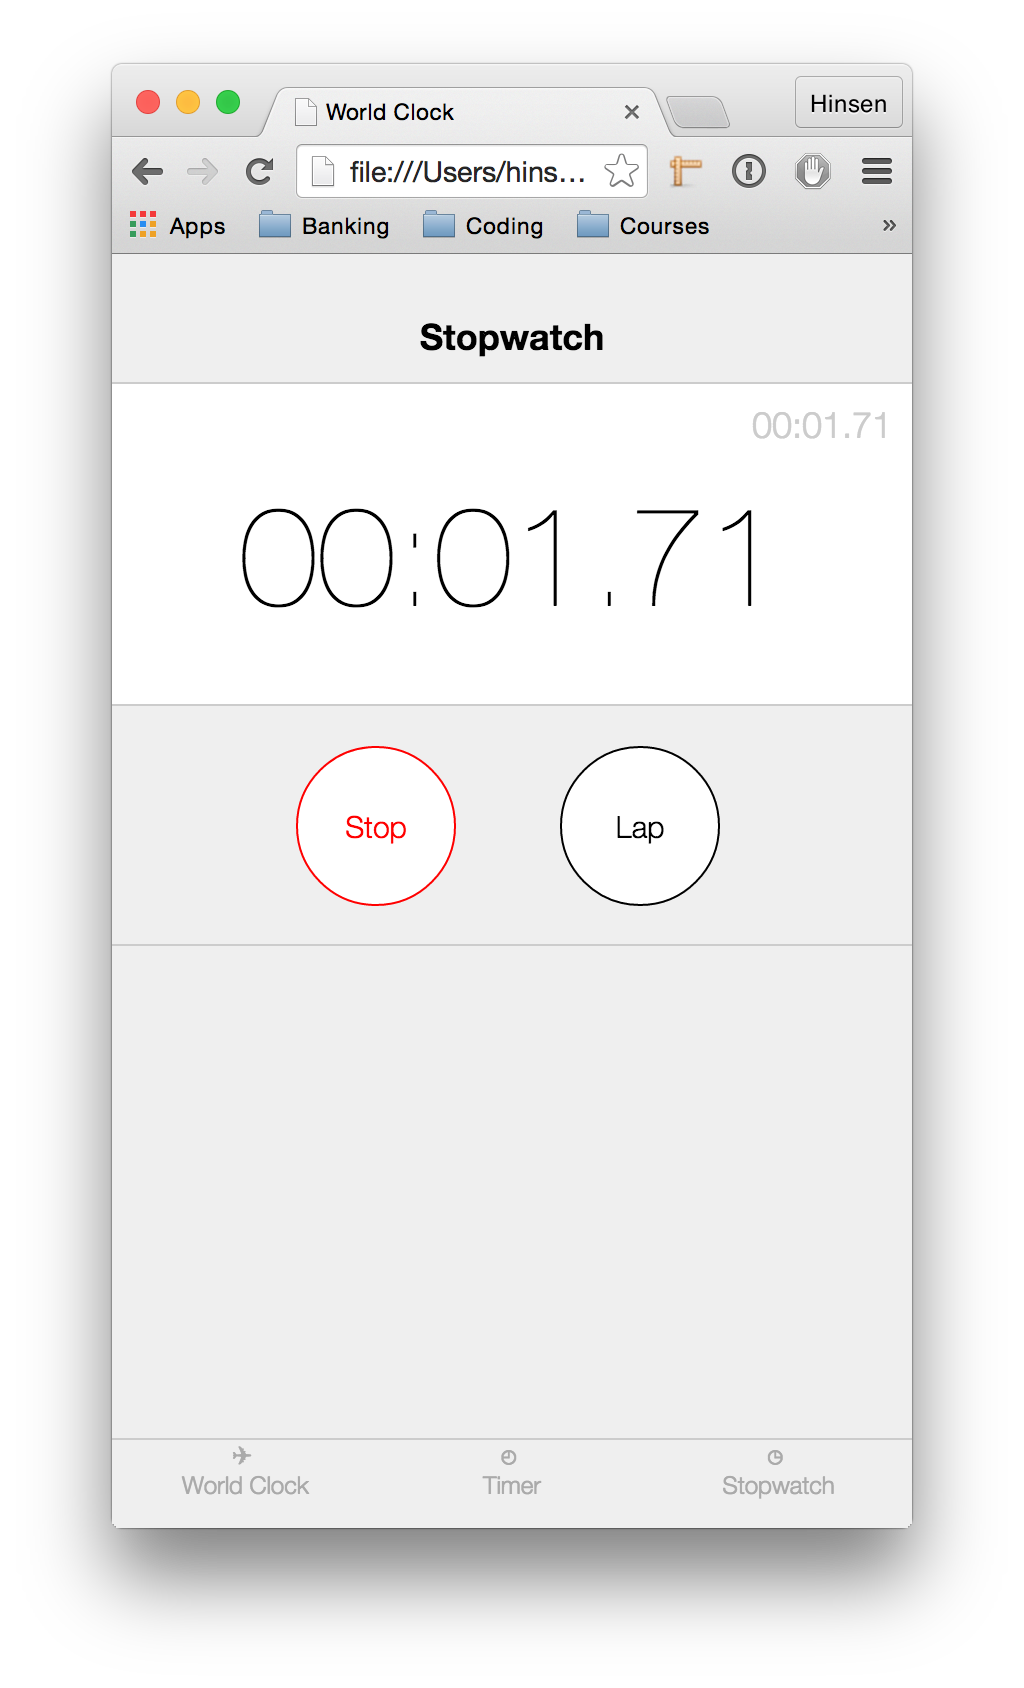 World Clock
Hinsen
file:///Users/hins...
Apps Banking Coding Courses »
Stopwatch
00:01.71
00:01.71
Stop Lap
World Clock Timer Stopwatch